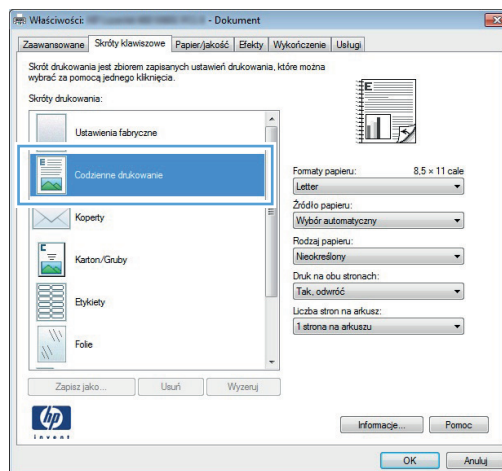 Właściwości: - Dokument
Zaawansowane Skróty klawiszowe Papier/jakość Efekty Wykończenie Usługi
Skrót drukowania jest zbiorem zapisanych ustawień drukowania, które można
wybrać za pomocą jednego kliknięcia.
Skróty drukowania:
Ustawienia fabryczne
Codzienne drukowanie
Koperty
Karton/Gruby
Etykiety
Folie
Formaty papieru: 8,5 × 11 cale
Letter
Źródło papieru:
Wybór automatyczny
Rodzaj papieru:
Nieokreślony
Druk na obu stronach:
Tak, odwróć
Liczba stron na arkusz:
1 strona na arkuszu
Zapisz jako... Usuń Wyzeruj
hp
invent
Informacje... Pomoc
OK Anuluj